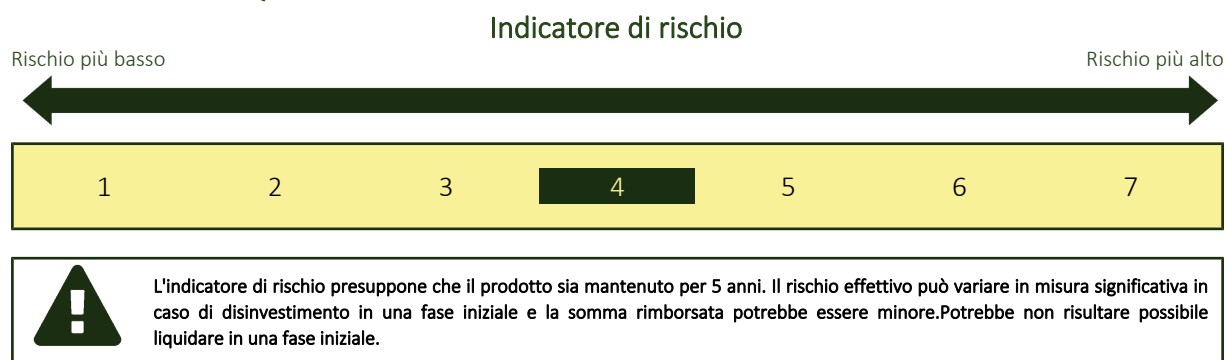 Indicatore di rischio
Rischio più basso
Rischio più alto
1 2 3 4 5 6 7
L'indicatore di rischio presuppone che il prodotto sia mantenuto per 5 anni. Il rischio effettivo può variare in misura significativa in
caso di disinvestimento in una fase iniziale e la somma rimborsata potrebbe essere minore.Potrebbe non risultare possibile
liquidare in una fase iniziale.